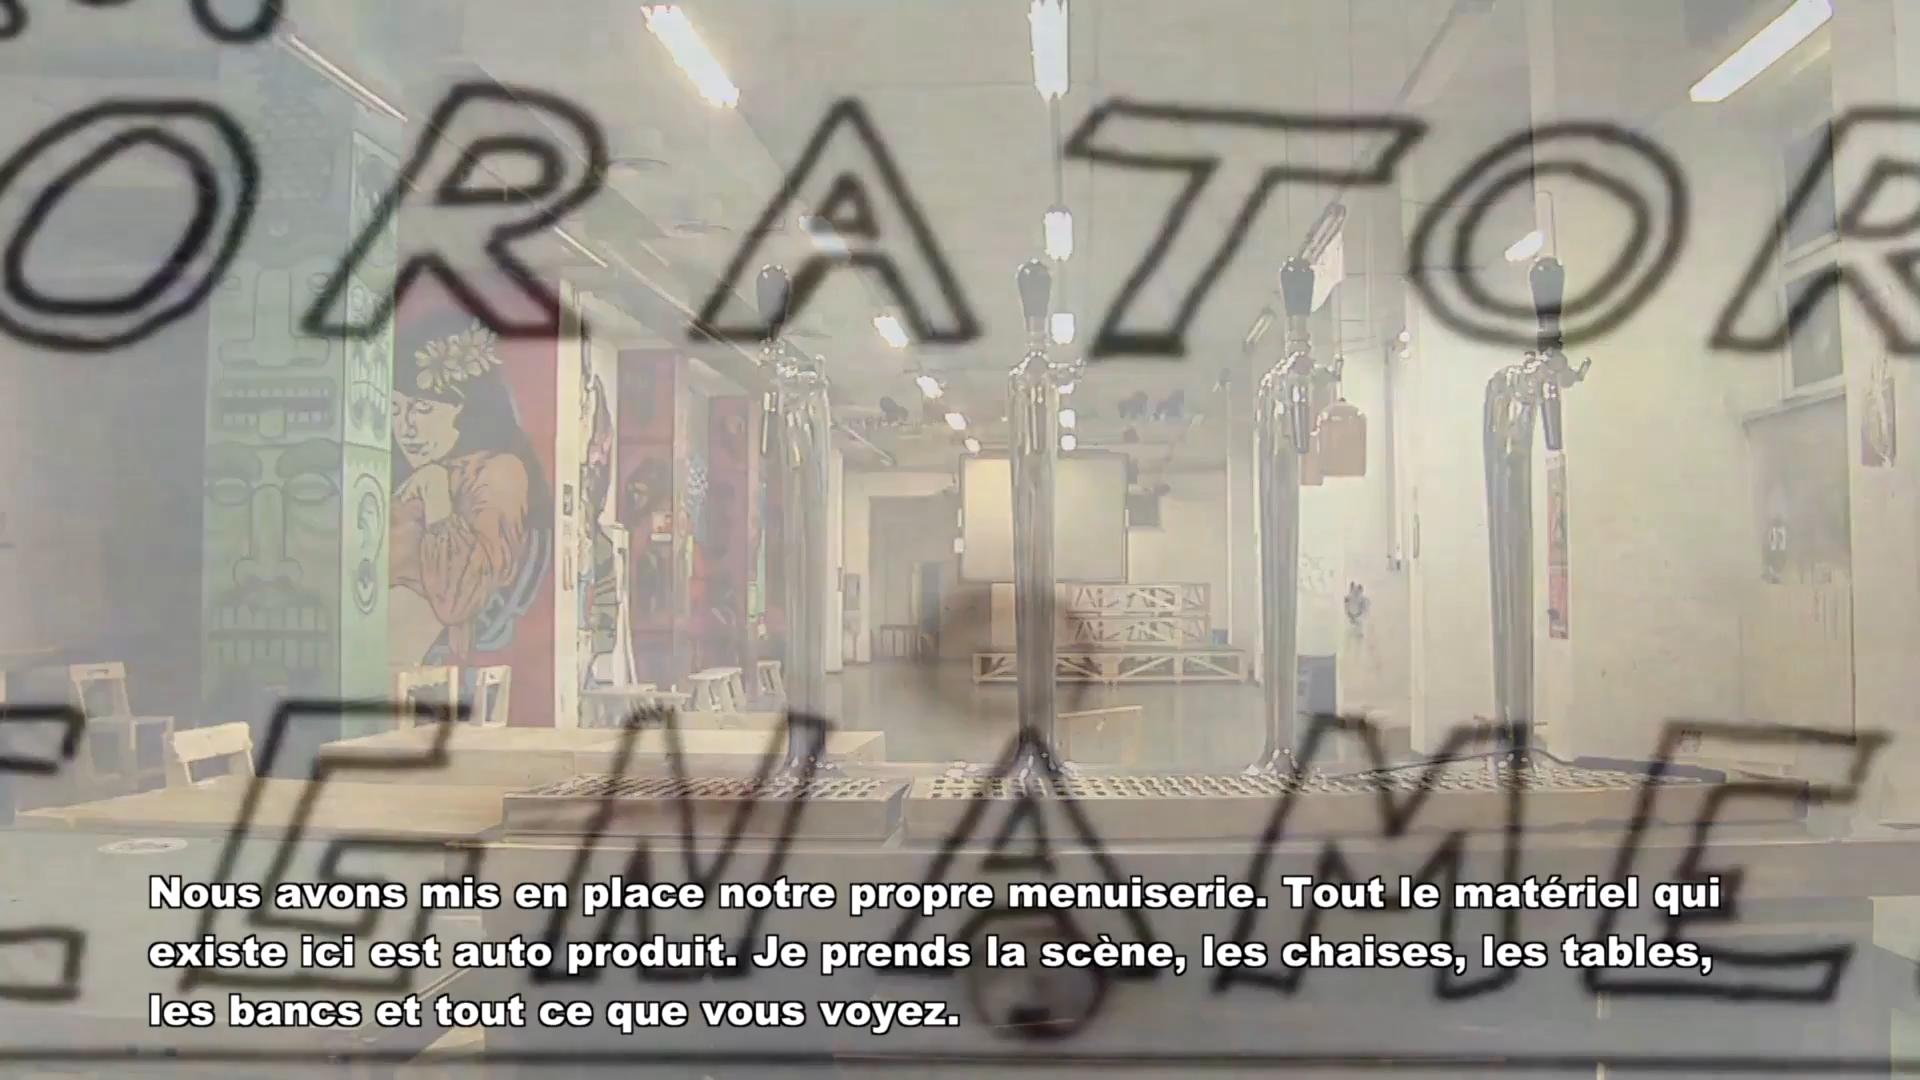 ORATOR
EGNAME
Nous avons mis en place notre propre menuiserie. Tout le matériel qui
existe ici est auto produit. Je prends la scène, les chaises, les tables,
les bancs et tout ce que vous voyez.